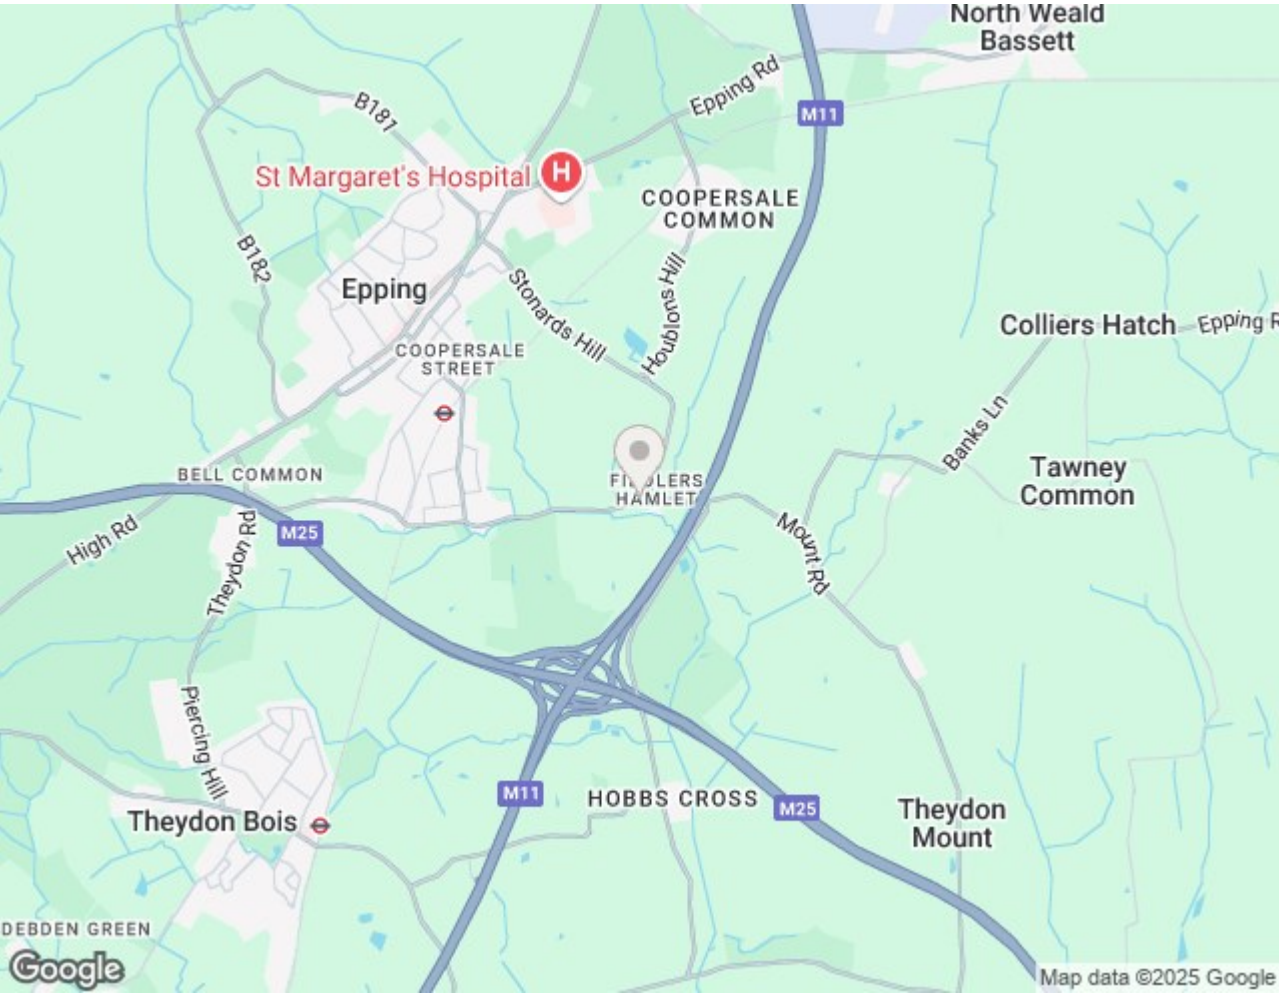 North Weald
Bassett
Epping Rd
B187
M11
St Margaret's Hospital
H
COOPERSALE
COMMON
B182
Stonards Hill
Houblons Hill
Epping
Colliers Hatch
Epping R
COOPERSALE
STREET
Banks Ln
BELL COMMON
HAMLET
Tawney
Common
High Rd
Theydon Rd
M25
Mount Rd
Piercing Hill
M11
HOBBS CROSS
M25
Theydon
Mount
Theydon Bois
DEBDEN GREEN
Google
Map data ©2025 Google